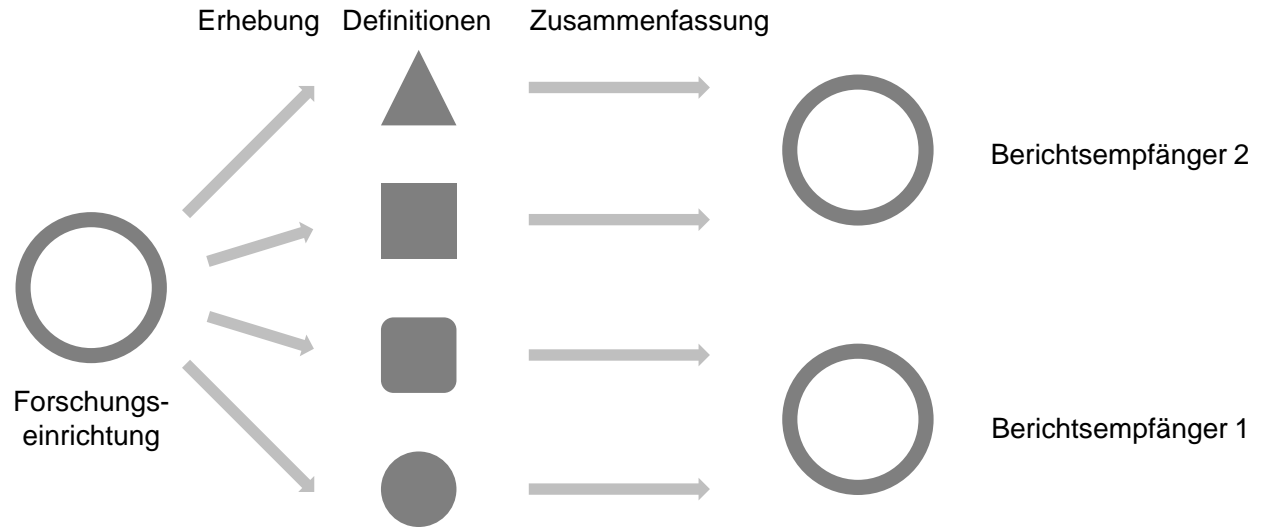 Erhebung Definitionen Zusammenfassung
Berichtsempfänger 2
Forschungs-
einrichtung
Berichtsempfänger 1